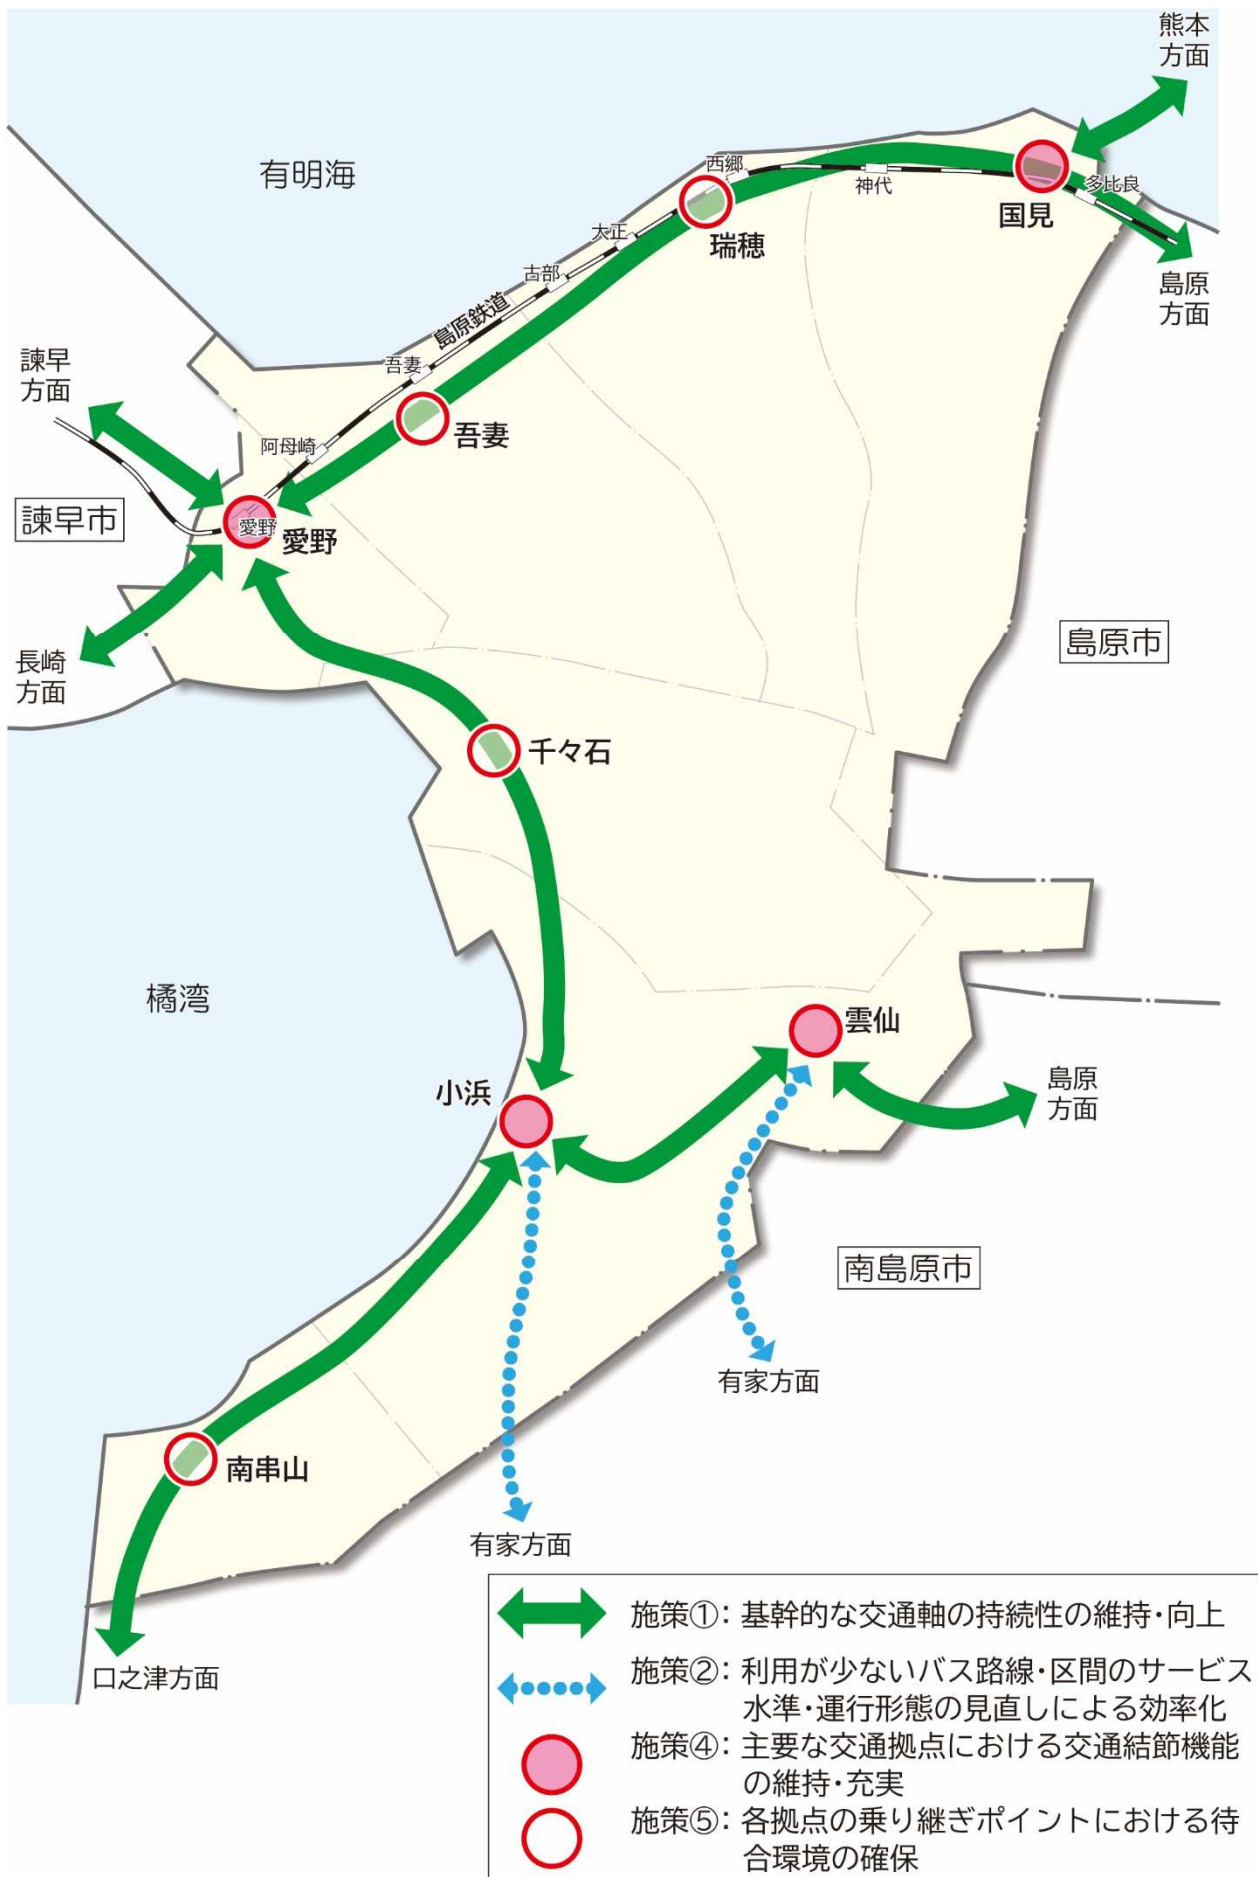 熊本
方面
有明海
西郷
神代
多比良
国見
瑞穂
大正
古部
島原鉄道
島原
方面
吾妻
諫早
方面
吾妻
阿母崎
諫早市
愛野
愛野
島原市
長崎
方面
千々石
橘湾
雲仙
小浜
島原
方面
南島原市
有家方面
南串山
有家方面
口之津方面
施策①：基幹的な交通軸の持続性の維持・向上
施策②：利用が少ないバス路線・区間のサービス
水準・運行形態の見直しによる効率化
施策④：主要な交通拠点における交通結節機能
の維持・充実
施策⑤：各拠点の乗り継ぎポイントにおける待
合環境の確保